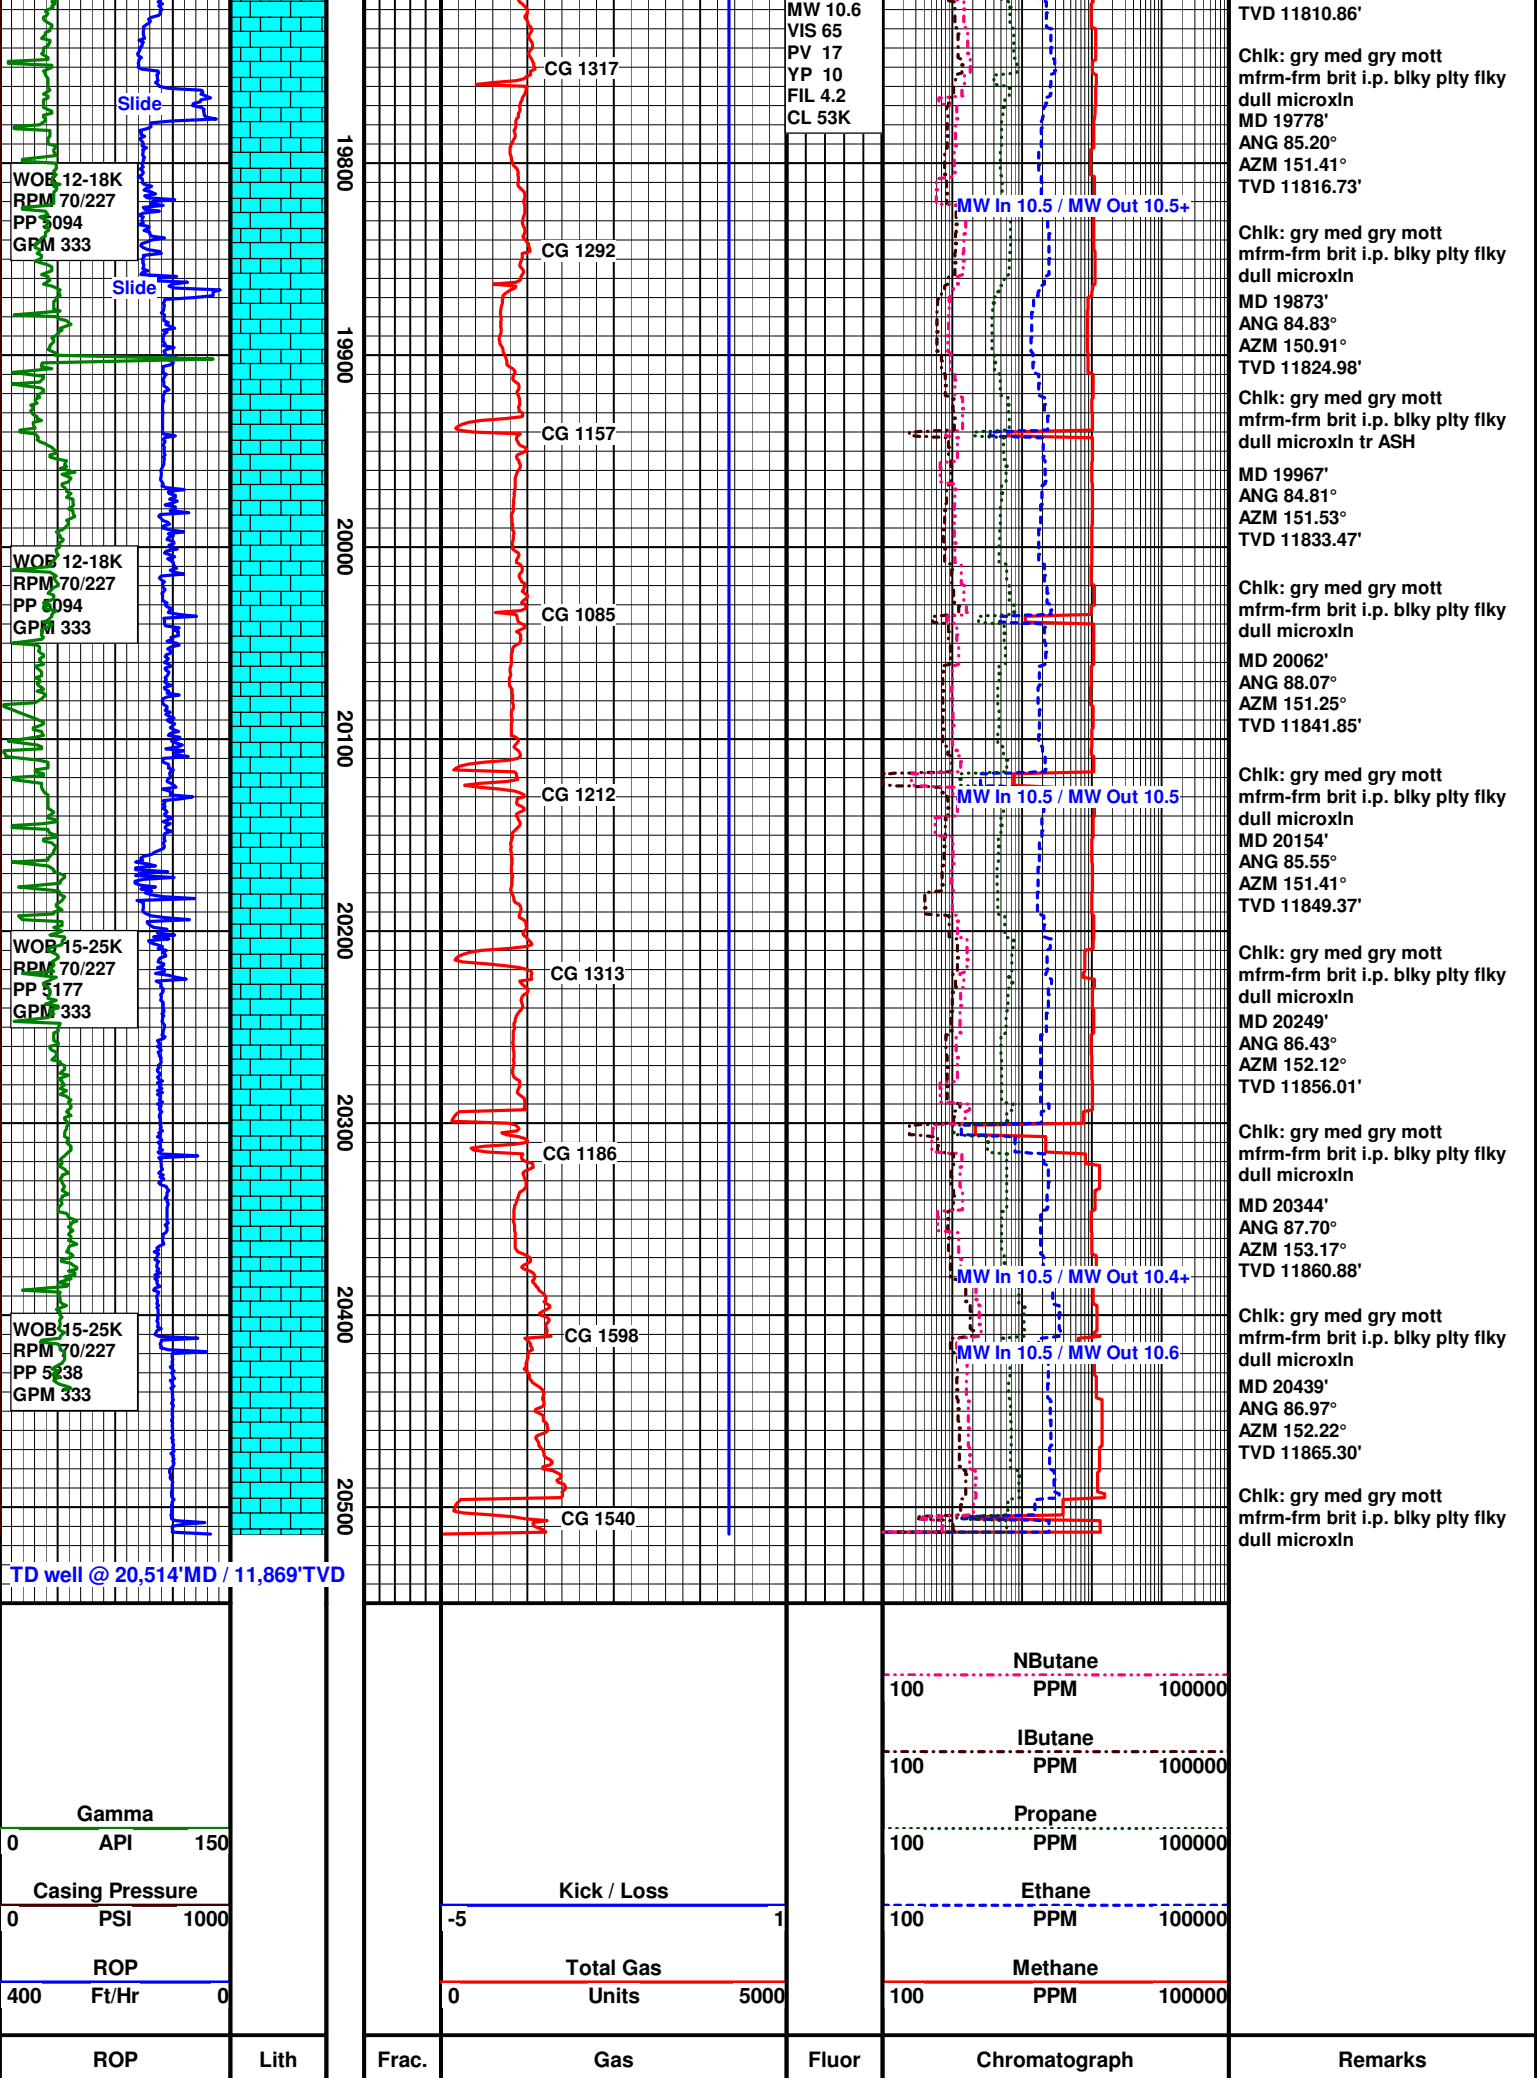 MW 10.6
VIS 65
PV 17
YP 10
FIL 4.2
CL 53K
TVD 11810.86'
CG 1317
Chlk: gry med gry mott
mfrm-frm brit i.p. blky plty flky
dull microxln
Slide
MD 19778'
ANG 85.20°
AZM 151.41°
TVD 11816.73'
19800
WOB 12-18K
RPM 70/227
PP 5094
GPM 333
MW In 10.5 / MW Out 10.5+
CG 1292
Chlk: gry med gry mott
mfrm-frm brit i.p. blky plty flky
dull microxln
Slide
MD 19873'
ANG 84.83°
AZM 150.91°
TVD 11824.98'
19900
Chlk: gry med gry mott
mfrm-frm brit i.p. blky plty flky
dull microxln tr ASH
CG 1157
MD 19967'
ANG 84.81°
AZM 151.53°
TVD 11833.47'
20000
WOB 12-18K
RPM 70/227
PP 5094
GPM 333
CG 1085
Chlk: gry med gry mott
mfrm-frm brit i.p. blky plty flky
dull microxln
MD 20062'
ANG 88.07°
AZM 151.25°
TVD 11841.85'
20100
CG 1212
MW In 10.5 / MW Out 10.5
Chlk: gry med gry mott
mfrm-frm brit i.p. blky plty flky
dull microxln
MD 20154'
ANG 85.55°
AZM 151.41°
TVD 11849.37'
20200
WOB 15-25K
RPM 70/227
PP 5177
GPM 333
CG 1313
Chlk: gry med gry mott
mfrm-frm brit i.p. blky plty flky
dull microxln
MD 20249'
ANG 86.43°
AZM 152.12°
TVD 11856.01'
20300
CG 1186
Chlk: gry med gry mott
mfrm-frm brit i.p. blky plty flky
dull microxln
MD 20344'
ANG 87.70°
AZM 153.17°
TVD 11860.88'
MW In 10.5 / MW Out 10.4+
20400
WOB 15-25K
RPM 70/227
PP 5238
GPM 333
CG 1598
MW In 10.5 / MW Out 10.6
Chlk: gry med gry mott
mfrm-frm brit i.p. blky plty flky
dull microxln
MD 20439'
ANG 86.97°
AZM 152.22°
TVD 11865.30'
20500
CG 1540
Chlk: gry med gry mott
mfrm-frm brit i.p. blky plty flky
dull microxln
TD well @ 20,514'MD / 11,869'TVD
NButane
100 PPM 100000
IButane
100 PPM 100000
Gamma
0 API 150
Propane
100 PPM 100000
Casing Pressure
0 PSI 1000
Kick / Loss
-5 1
Ethane
100 PPM 100000
ROP
400 Ft/Hr 0
Total Gas
0 Units 5000
Methane
100 PPM 100000
ROP Lith Frac. Gas Fluor Chromatograph Remarks